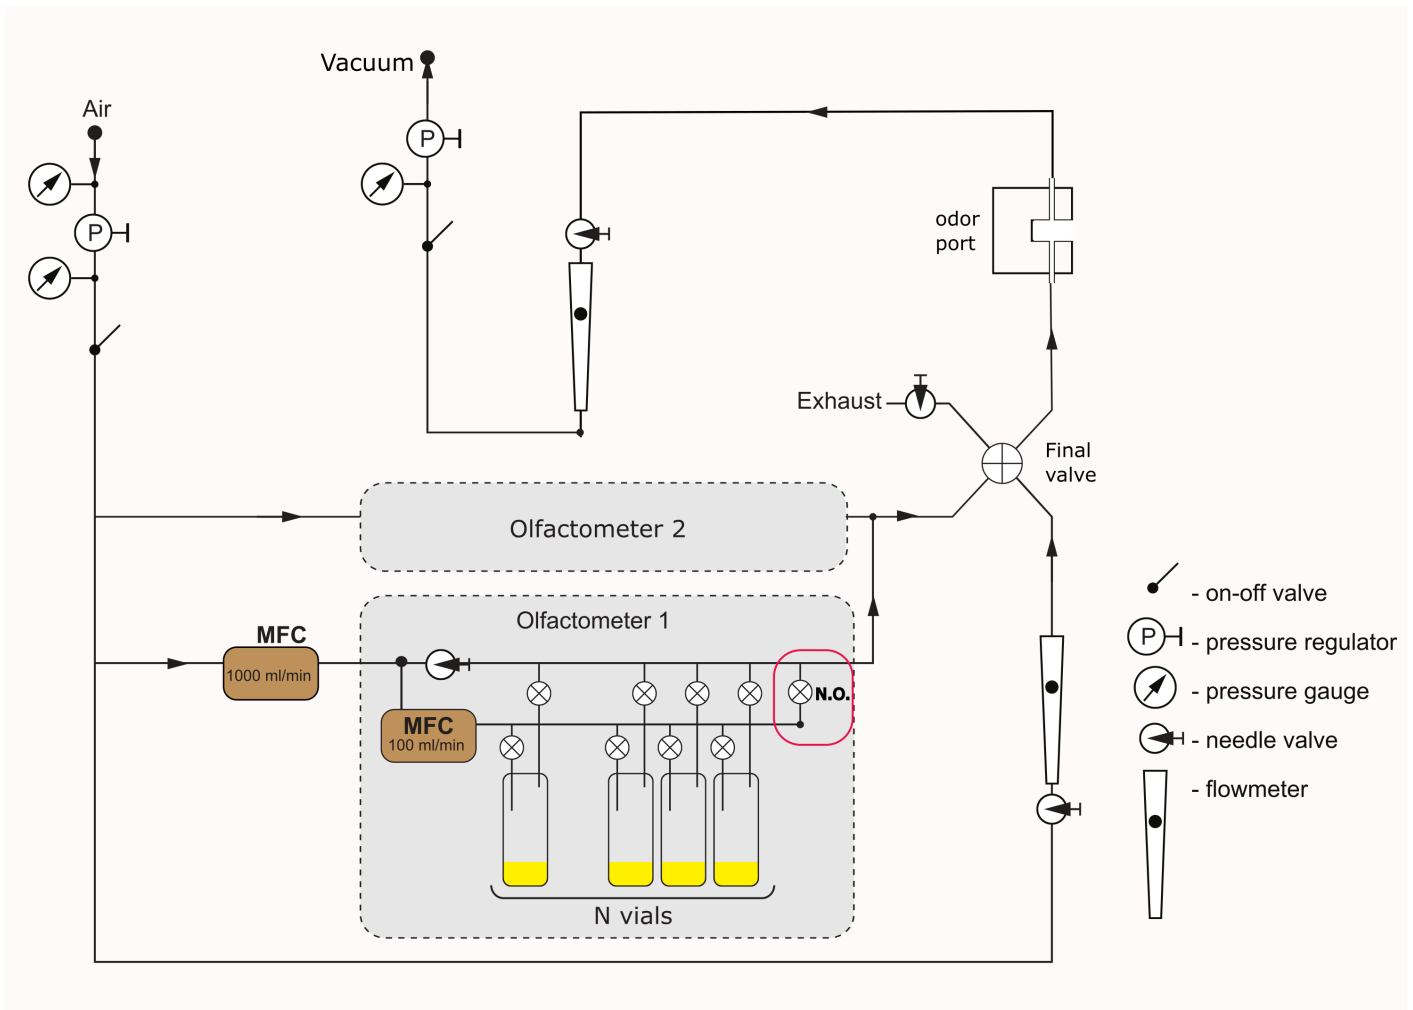 Vacuum
Air
P
P
odor
port
Exhaust
Final
valve
Olfactometer 2
Olfactometer 1
MFC
1000 ml/min
MFC
100 ml/min
N.O.
N vials
- on-off valve
P
- pressure regulator
- pressure gauge
- needle valve
- flowmeter